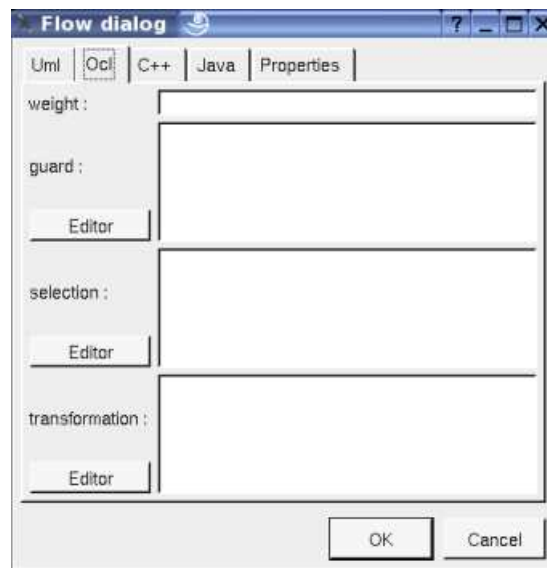 Flow dialog
Uml Ocl C++ Java Properties
weight :
guard :
Editor
selection :
Editor
transformation :
Editor
OK Cancel